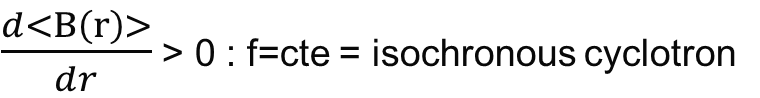 d<B(r)>
dr
> 0 : f=cte = isochronous cyclotron